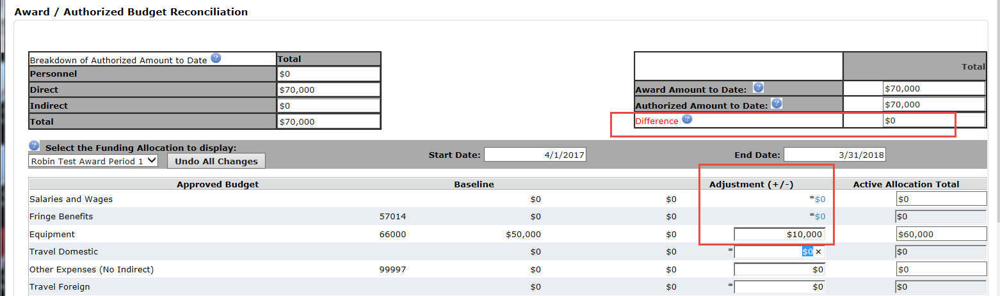 Award / Authorized Budget Reconciliation
Breakdown of Authorized Amount to Date ? Total
Personnel $0
Direct $70,000
Indirect $0
Total $70,000
Total
Award Amount to Date: ? $70,000
Authorized Amount to Date: ? $70,000
Difference ? $0
? Select the Funding Allocation to display:
Robin Test Award Period 1 Undo All Changes Start Date: 4/1/2017 End Date: 3/31/2018
Approved Budget Baseline Adjustment (+/-) Active Allocation Total
Salaries and Wages $0 $0 *$0 $0
Fringe Benefits 57014 $0 $0 *$0 $0
Equipment 66000 $50,000 $0 $10,000 $60,000
Travel Domestic $0 $0 * $0 × $0
Other Expenses (No Indirect) 99997 $0 $0 $0 $0
Travel Foreign $0 $0 * $0 $0